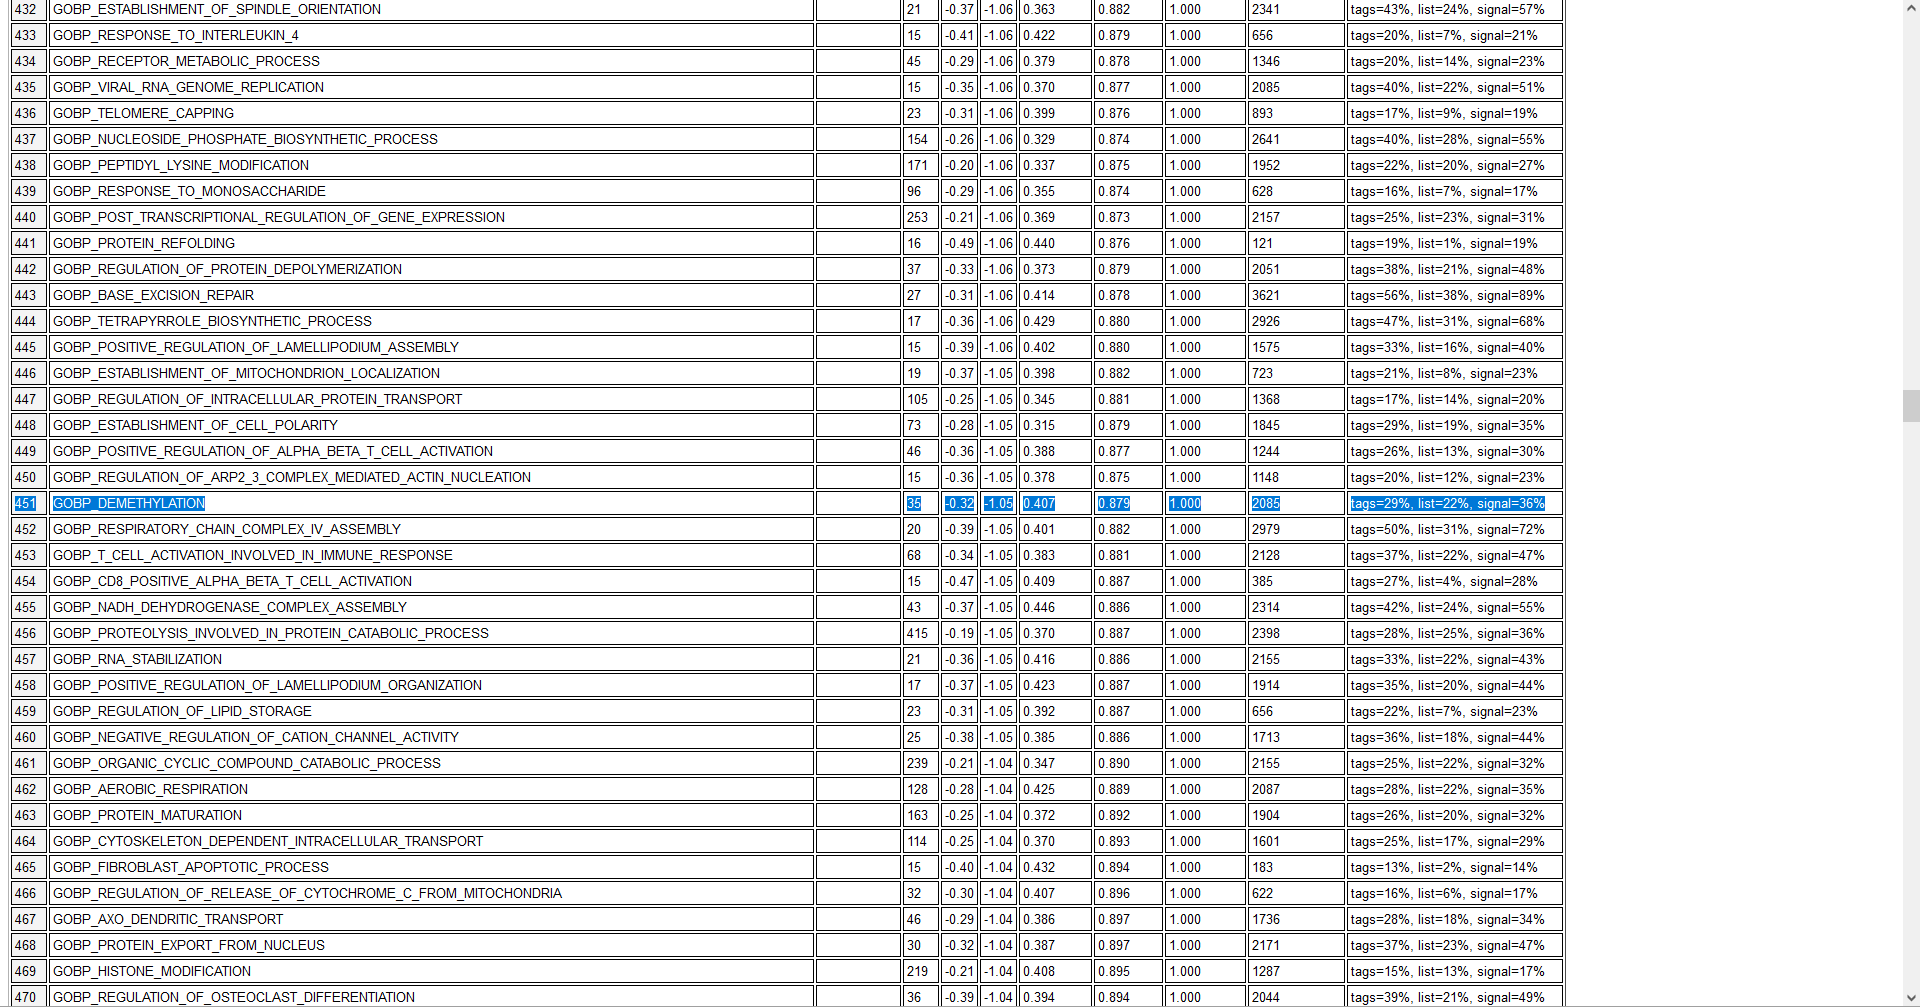 432 GOBP_ESTABLISHMENT_OF_SPINDLE_ORIENTATION 21 -0.37 -1.06 0.363 0.882 1.000 2341 tags=43%, list=24%, signal=57%
433 GOBP_RESPONSE_TO_INTERLEUKIN_4 15 -0.41 -1.06 0.422 0.879 1.000 656 tags=20%, list=7%, signal=21%
434 GOBP_RECEPTOR_METABOLIC_PROCESS 45 -0.29 -1.06 0.379 0.878 1.000 1346 tags=20%, list=14%, signal=23%
435 GOBP_VIRAL_RNA_GENOME_REPLICATION 15 -0.35 -1.06 0.370 0.877 1.000 2085 tags=40%, list=22%, signal=51%
436 GOBP_TELOMERE_CAPPING 23 -0.31 -1.06 0.399 0.876 1.000 893 tags=17%, list=9%, signal=19%
437 GOBP_NUCLEOSIDE_PHOSPHATE_BIOSYNTHETIC_PROCESS 154 -0.26 -1.06 0.329 0.874 1.000 2641 tags=40%, list=28%, signal=55%
438 GOBP_PEPTIDYL_LYSINE_MODIFICATION 171 -0.20 -1.06 0.337 0.875 1.000 1952 tags=22%, list=20%, signal=27%
439 GOBP_RESPONSE_TO_MONOSACCHARIDE 96 -0.29 -1.06 0.355 0.874 1.000 628 tags=16%, list=7%, signal=17%
440 GOBP_POST_TRANSCRIPTIONAL_REGULATION_OF_GENE_EXPRESSION 253 -0.21 -1.06 0.369 0.873 1.000 2157 tags=25%, list=23%, signal=31%
441 GOBP_PROTEIN_REFOLDING 16 -0.49 -1.06 0.440 0.876 1.000 121 tags=19%, list=1%, signal=19%
442 GOBP_REGULATION_OF_PROTEIN_DEPOLYMERIZATION 37 -0.33 -1.06 0.373 0.879 1.000 2051 tags=38%, list=21%, signal=48%
443 GOBP_BASE_EXCISION_REPAIR 27 -0.31 -1.06 0.414 0.878 1.000 3621 tags=56%, list=38%, signal=89%
444 GOBP_TETRAPYRROLE_BIOSYNTHETIC_PROCESS 17 -0.36 -1.06 0.429 0.880 1.000 2926 tags=47%, list=31%, signal=68%
445 GOBP_POSITIVE_REGULATION_OF_LAMELLIPODIUM_ASSEMBLY 15 -0.39 -1.06 0.402 0.880 1.000 1575 tags=33%, list=16%, signal=40%
446 GOBP_ESTABLISHMENT_OF_MITOCHONDRION_LOCALIZATION 19 -0.37 -1.05 0.398 0.882 1.000 723 tags=21%, list=8%, signal=23%
447 GOBP_REGULATION_OF_INTRACELLULAR_PROTEIN_TRANSPORT 105 -0.25 -1.05 0.345 0.881 1.000 1368 tags=17%, list=14%, signal=20%
448 GOBP_ESTABLISHMENT_OF_CELL_POLARITY 73 -0.28 -1.05 0.315 0.879 1.000 1845 tags=29%, list=19%, signal=35%
449 GOBP_POSITIVE_REGULATION_OF_ALPHA_BETA_T_CELL_ACTIVATION 46 -0.36 -1.05 0.388 0.877 1.000 1244 tags=26%, list=13%, signal=30%
450 GOBP_REGULATION_OF_ARP2_3_COMPLEX_MEDIATED_ACTIN_NUCLEATION 15 -0.36 -1.05 0.378 0.875 1.000 1148 tags=20%, list=12%, signal=23%
451 GOBP_DEMETHYLATION 35 -0.32 -1.05 0.407 0.879 1.000 2085 tags=29%, list=22%, signal=36%
452 GOBP_RESPIRATORY_CHAIN_COMPLEX_IV_ASSEMBLY 20 -0.39 -1.05 0.401 0.882 1.000 2979 tags=50%, list=31%, signal=72%
453 GOBP_T_CELL_ACTIVATION_INVOLVED_IN_IMMUNE_RESPONSE 68 -0.34 -1.05 0.383 0.881 1.000 2128 tags=37%, list=22%, signal=47%
454 GOBP_CD8_POSITIVE_ALPHA_BETA_T_CELL_ACTIVATION 15 -0.47 -1.05 0.409 0.887 1.000 385 tags=27%, list=4%, signal=28%
455 GOBP_NADH_DEHYDROGENASE_COMPLEX_ASSEMBLY 43 -0.37 -1.05 0.446 0.886 1.000 2314 tags=42%, list=24%, signal=55%
456 GOBP_PROTEOLYSIS_INVOLVED_IN_PROTEIN_CATABOLIC_PROCESS 415 -0.19 -1.05 0.370 0.887 1.000 2398 tags=28%, list=25%, signal=36%
457 GOBP_RNA_STABILIZATION 21 -0.36 -1.05 0.416 0.886 1.000 2155 tags=33%, list=22%, signal=43%
458 GOBP_POSITIVE_REGULATION_OF_LAMELLIPODIUM_ORGANIZATION 17 -0.37 -1.05 0.423 0.887 1.000 1914 tags=35%, list=20%, signal=44%
459 GOBP_REGULATION_OF_LIPID_STORAGE 23 -0.31 -1.05 0.392 0.887 1.000 656 tags=22%, list=7%, signal=23%
460 GOBP_NEGATIVE_REGULATION_OF_CATION_CHANNEL_ACTIVITY 25 -0.38 -1.05 0.385 0.886 1.000 1713 tags=36%, list=18%, signal=44%
461 GOBP_ORGANIC_CYCLIC_COMPOUND_CATABOLIC_PROCESS 239 -0.21 -1.04 0.347 0.890 1.000 2155 tags=25%, list=22%, signal=32%
462 GOBP_AEROBIC_RESPIRATION 128 -0.28 -1.04 0.425 0.889 1.000 2087 tags=28%, list=22%, signal=35%
463 GOBP_PROTEIN_MATURATION 163 -0.25 -1.04 0.372 0.892 1.000 1904 tags=26%, list=20%, signal=32%
464 GOBP_CYTOSKELETON_DEPENDENT_INTRACELLULAR_TRANSPORT 114 -0.25 -1.04 0.370 0.893 1.000 1601 tags=25%, list=17%, signal=29%
465 GOBP_FIBROBLAST_APOPTOTIC_PROCESS 15 -0.40 -1.04 0.432 0.894 1.000 183 tags=13%, list=2%, signal=14%
466 GOBP_REGULATION_OF_RELEASE_OF_CYTOCHROME_C_FROM_MITOCHONDRIA 32 -0.30 -1.04 0.407 0.896 1.000 622 tags=16%, list=6%, signal=17%
467 GOBP_AXO_DENDRITIC_TRANSPORT 46 -0.29 -1.04 0.386 0.897 1.000 1736 tags=28%, list=18%, signal=34%
468 GOBP_PROTEIN_EXPORT_FROM_NUCLEUS 30 -0.32 -1.04 0.387 0.897 1.000 2171 tags=37%, list=23%, signal=47%
469 GOBP_HISTONE_MODIFICATION 219 -0.21 -1.04 0.408 0.895 1.000 1287 tags=15%, list=13%, signal=17%
470 GOBP_REGULATION_OF_OSTEOCLAST_DIFFERENTIATION 36 -0.39 -1.04 0.394 0.894 1.000 2044 tags=39%, list=21%, signal=49%